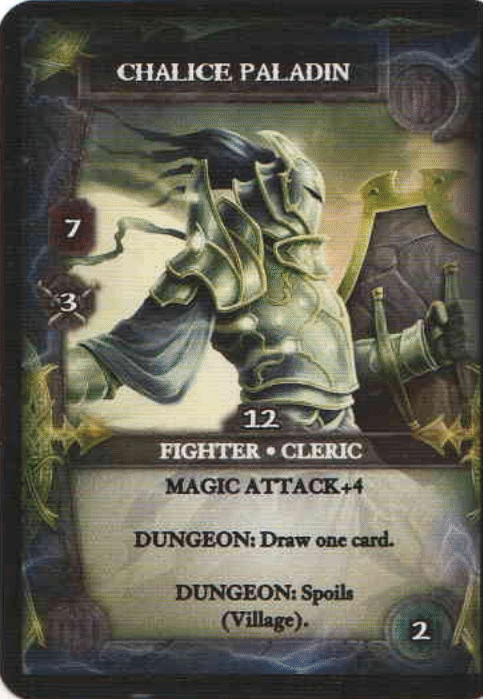 CHALICE PALADIN
7
3
12
FIGHTER • CLERIC
MAGIC ATTACK+4
DUNGEON: Draw one card.
DUNGEON: Spoils
(Village).
2